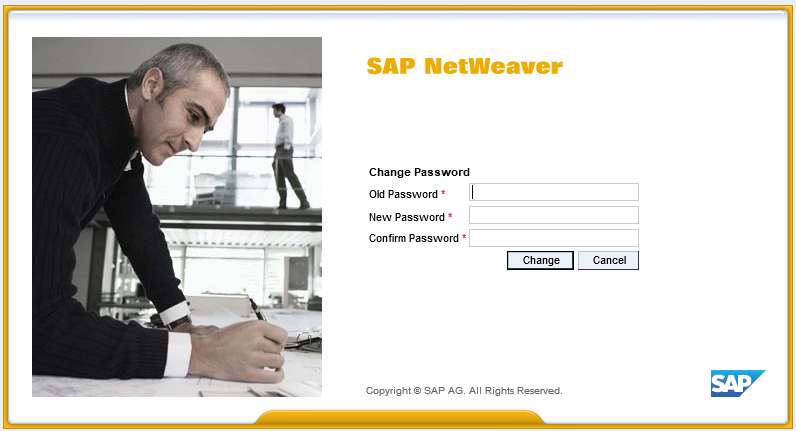 SAP NetWeaver
Change Password
Old Password *
New Password *
Confirm Password *
Change Cancel
Copyright © SAP AG. All Rights Reserved.
SAP